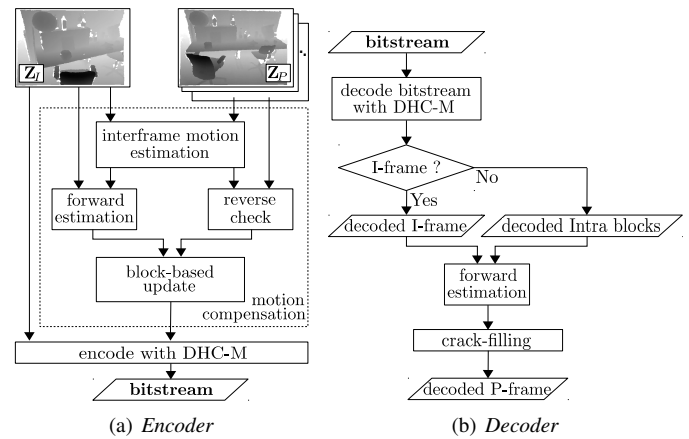 Z_I
Z_P
interframe motion
estimation
forward
estimation
reverse
check
block-based
update
motion
compensation
encode with DHC-M
bitstream
(a) Encoder
bitstream
decode bitstream
with DHC-M
I-frame ?
Yes
No
decoded I-frame
decoded Intra blocks
forward
estimation
crack-filling
decoded P-frame
(b) Decoder